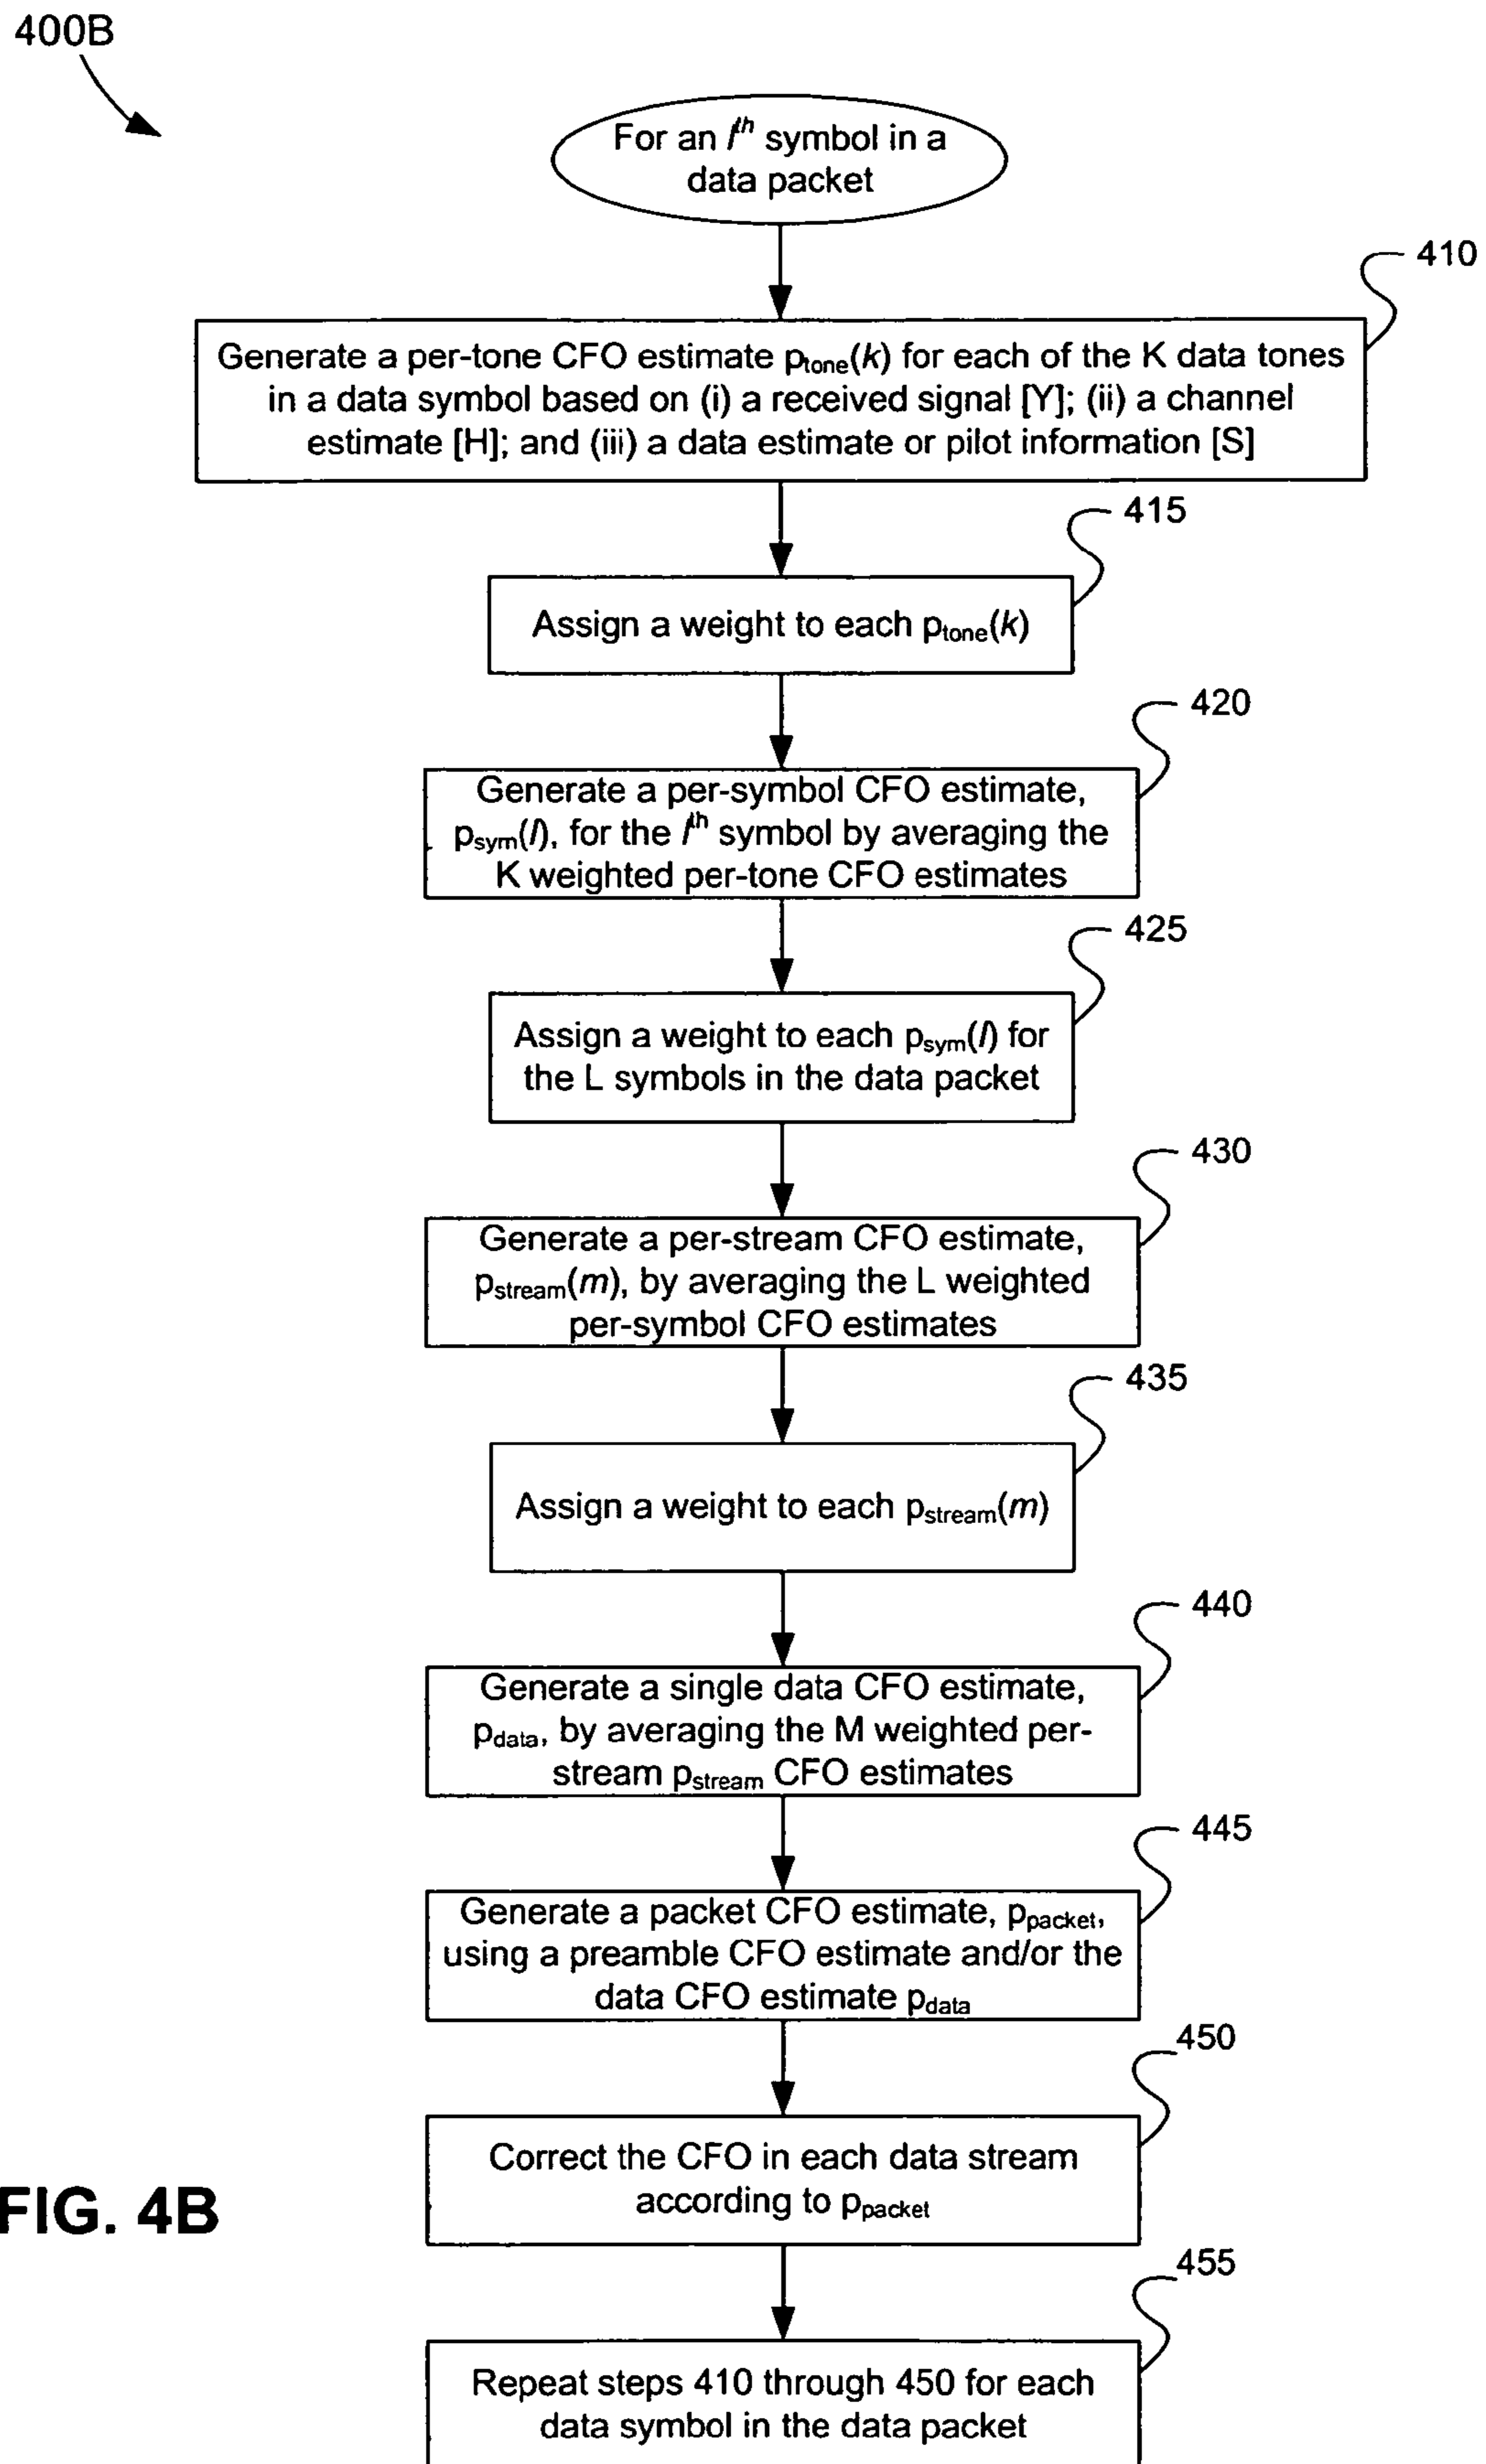 400B
For an lth symbol in a
data packet
410
Generate a per-tone CFO estimate ptone(k) for each of the K data tones
in a data symbol based on (i) a received signal [Y]; (ii) a channel
estimate [H]; and (iii) a data estimate or pilot information [S]
415
Assign a weight to each ptone(k)
420
Generate a per-symbol CFO estimate,
psym(l), for the lth symbol by averaging the
K weighted per-tone CFO estimates
425
Assign a weight to each psym(l) for
the L symbols in the data packet
430
Generate a per-stream CFO estimate,
pstream(m), by averaging the L weighted
per-symbol CFO estimates
435
Assign a weight to each pstream(m)
440
Generate a single data CFO estimate,
pdata, by averaging the M weighted per-
stream pstream CFO estimates
445
Generate a packet CFO estimate, ppacket,
using a preamble CFO estimate and/or the
data CFO estimate pdata
450
Correct the CFO in each data stream
according to ppacket
FIG. 4B
455
Repeat steps 410 through 450 for each
data symbol in the data packet